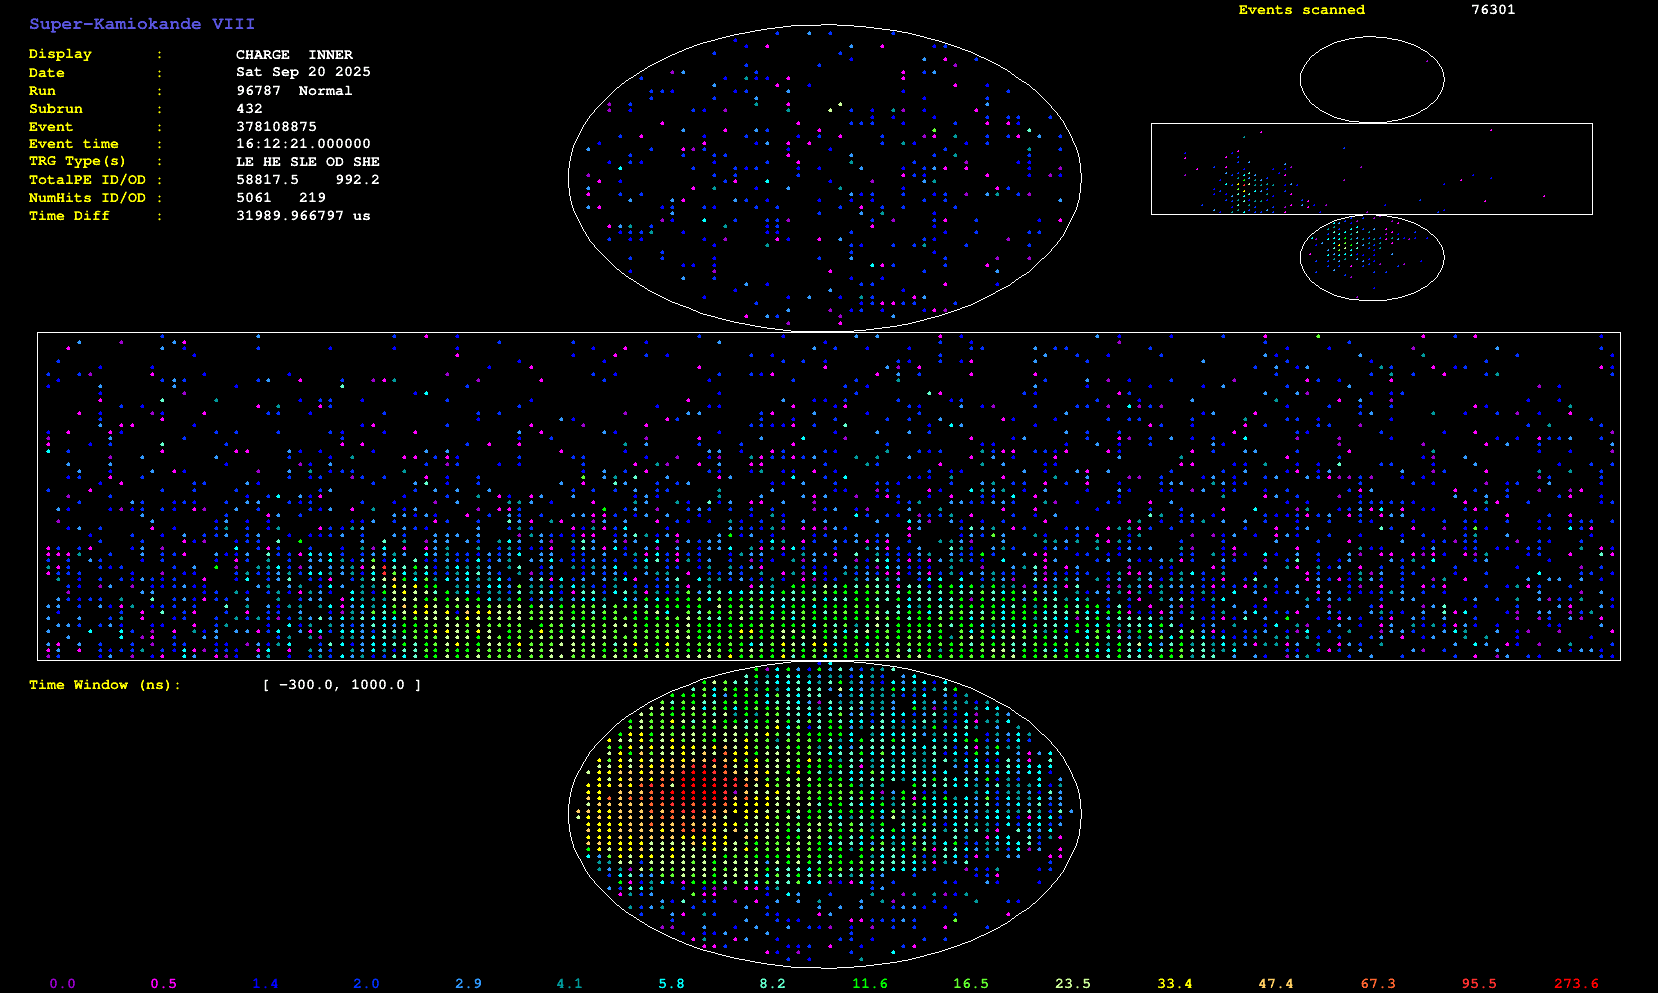 Super-Kamiokande VIII
Events scanned 76301
Display : CHARGE INNER
Date : Sat Sep 20 2025
Run : 96787 Normal
Subrun : 432
Event : 378108875
Event time : 16:12:21.000000
TRG Type(s) : LE HE SLE OD SHE
TotalPE ID/OD : 58817.5 992.2
NumHits ID/OD : 5061 219
Time Diff : 31989.966797 us
Time Window (ns): [ -300.0, 1000.0 ]
0.0 0.5 1.4 2.0 2.9 4.1 5.8 8.2 11.6 16.5 23.5 33.4 47.4 67.3 95.5 273.6